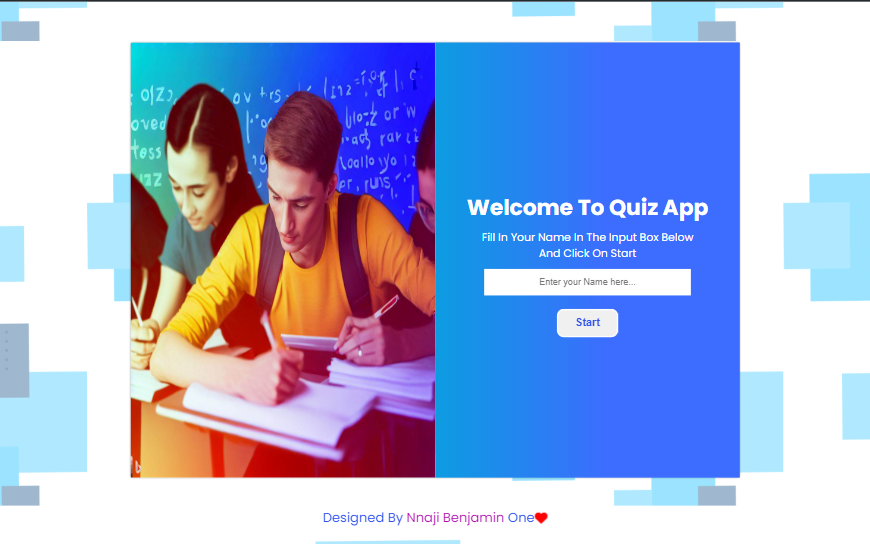 Welcome To Quiz App
Fill In Your Name In The Input Box Below
And Click On Start
Enter your Name here...
Start
Designed By Nnaji Benjamin One